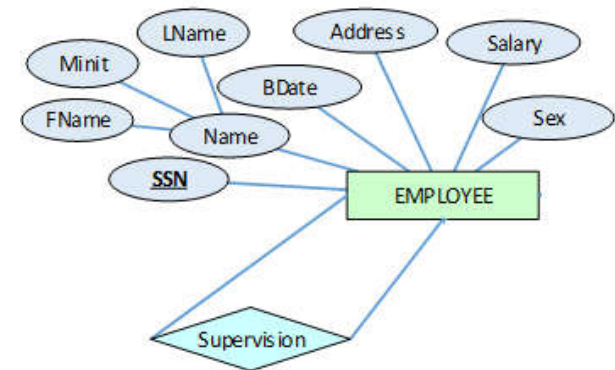 LName
Address
Salary
Minit
BDate
FName
Name
Sex
SSN
EMPLOYEE
Supervision